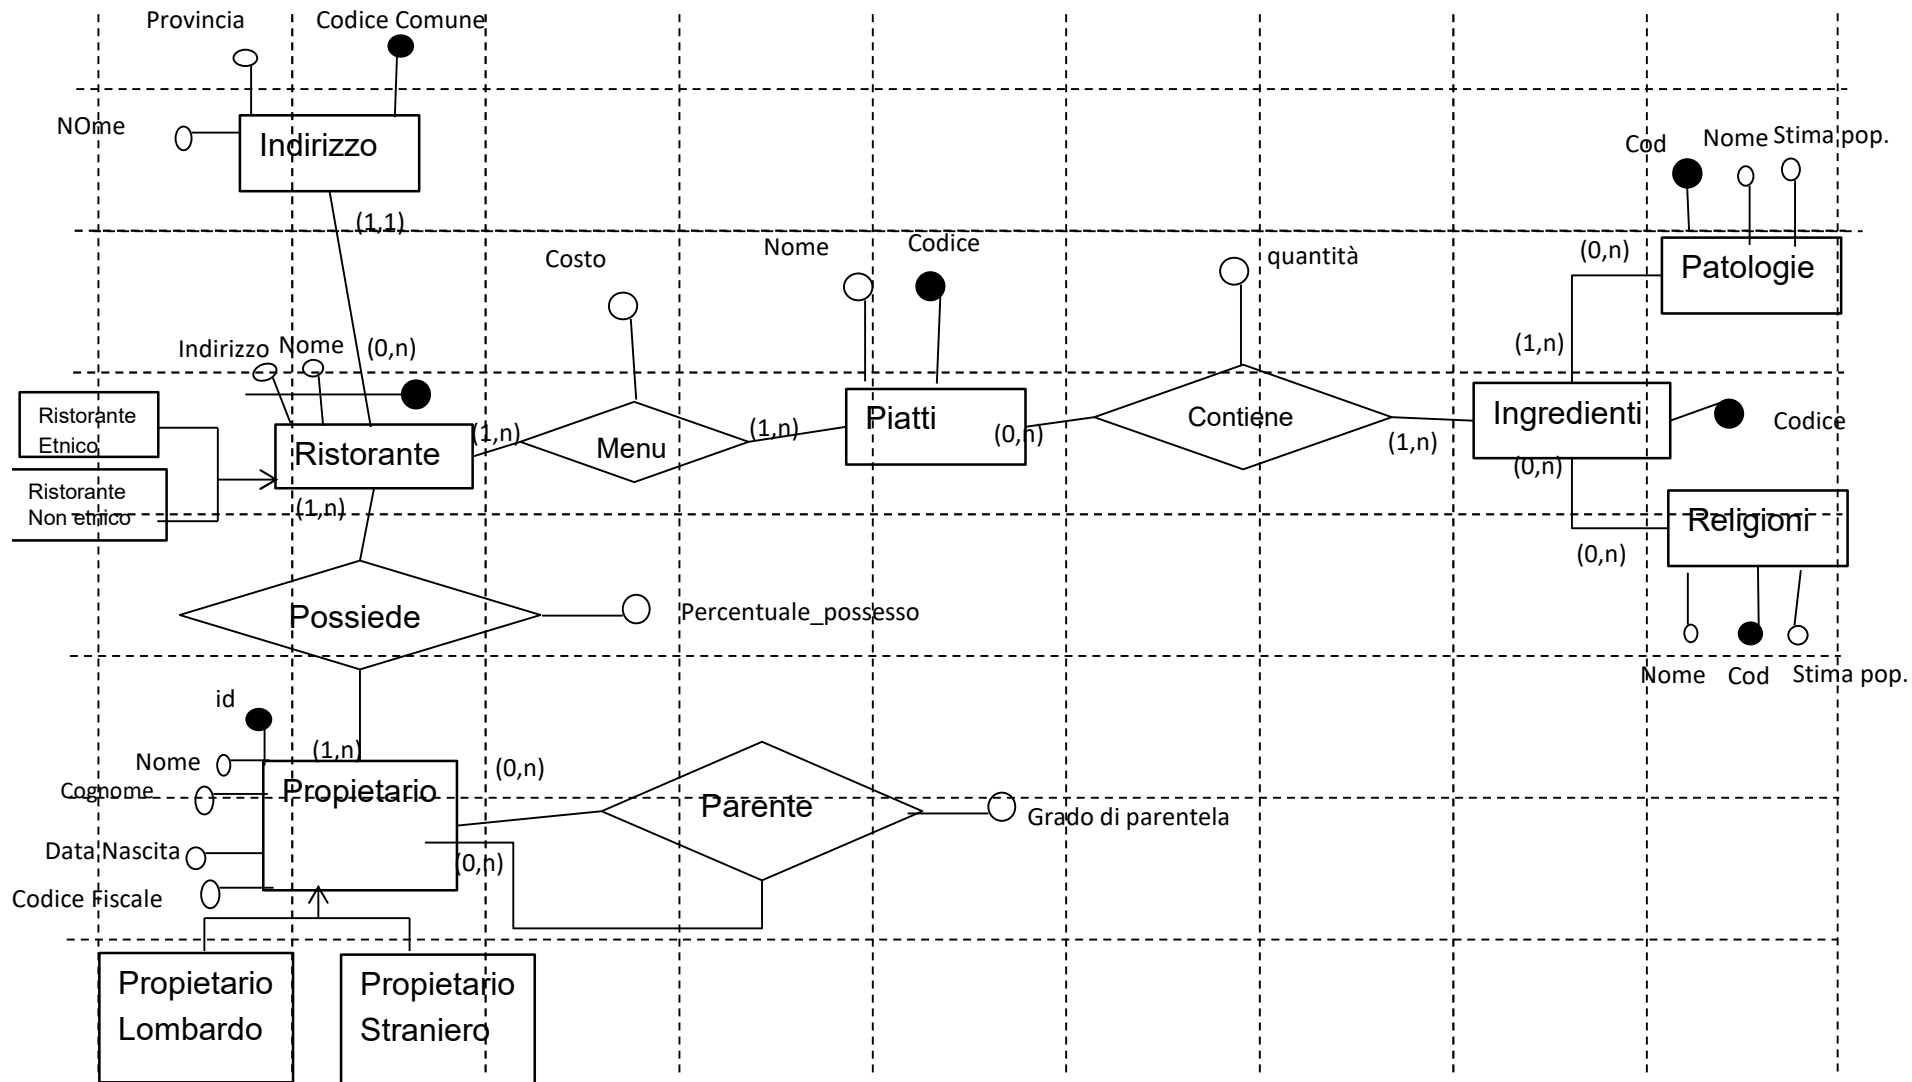 Provincia
Codice Comune
NOme
Indirizzo
Cod
Nome
Stima pop.
(1,1)
Costo
Nome
Codice
quantità
(0,n)
Patologie
Indirizzo
Nome
(0,n)
(1,n)
Ristorante
Etnico
Ristorante
(1,n)
Menu
(1,n)
Piatti
(0,n)
Contiene
(1,n)
Ingredienti
Codice
(0,n)
Ristorante
Non etnico
(1,n)
Religioni
(0,n)
Possiede
Percentuale_possesso
Nome
Cod
Stima pop.
id
Nome
(1,n)
(0,n)
Cognome
Propietario
Parente
Grado di parentela
Data Nascita
(0,n)
Codice Fiscale
Propietario
Lombardo
Propietario
Straniero